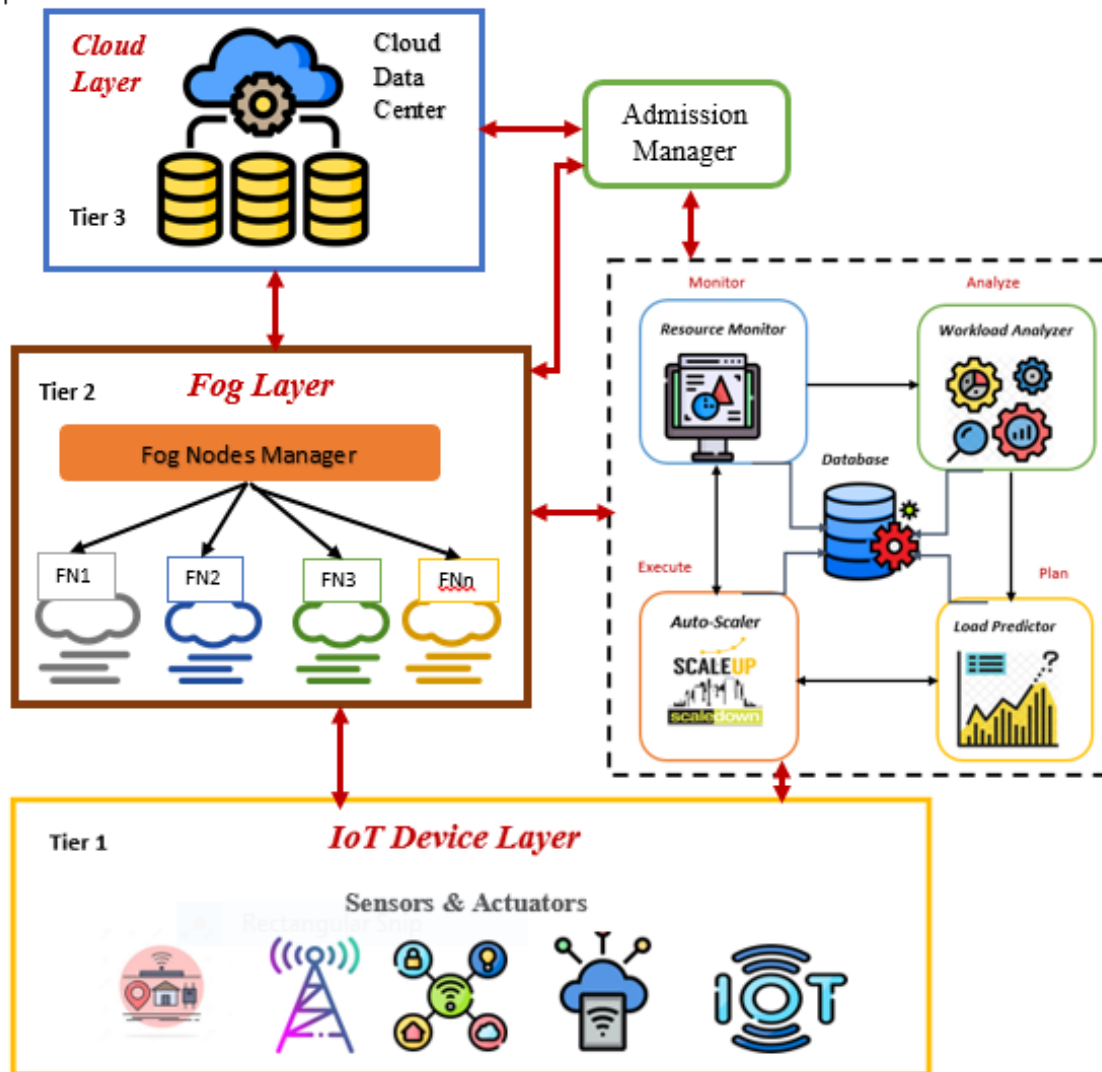 Cloud
Layer
Cloud
Data
Center
Tier 3
Admission
Manager
Monitor
Analyze
Resource Monitor
Workload Analyzer
Tier 2
Fog Layer
Fog Nodes Manager
Database
FN1
FN2
FN3
FNn
Execute
Plan
Auto-Scaler
SCALEUP
scaledown
Load Predictor
?
Tier 1
IoT Device Layer
Sensors & Actuators
Rectangular Snip
IOT